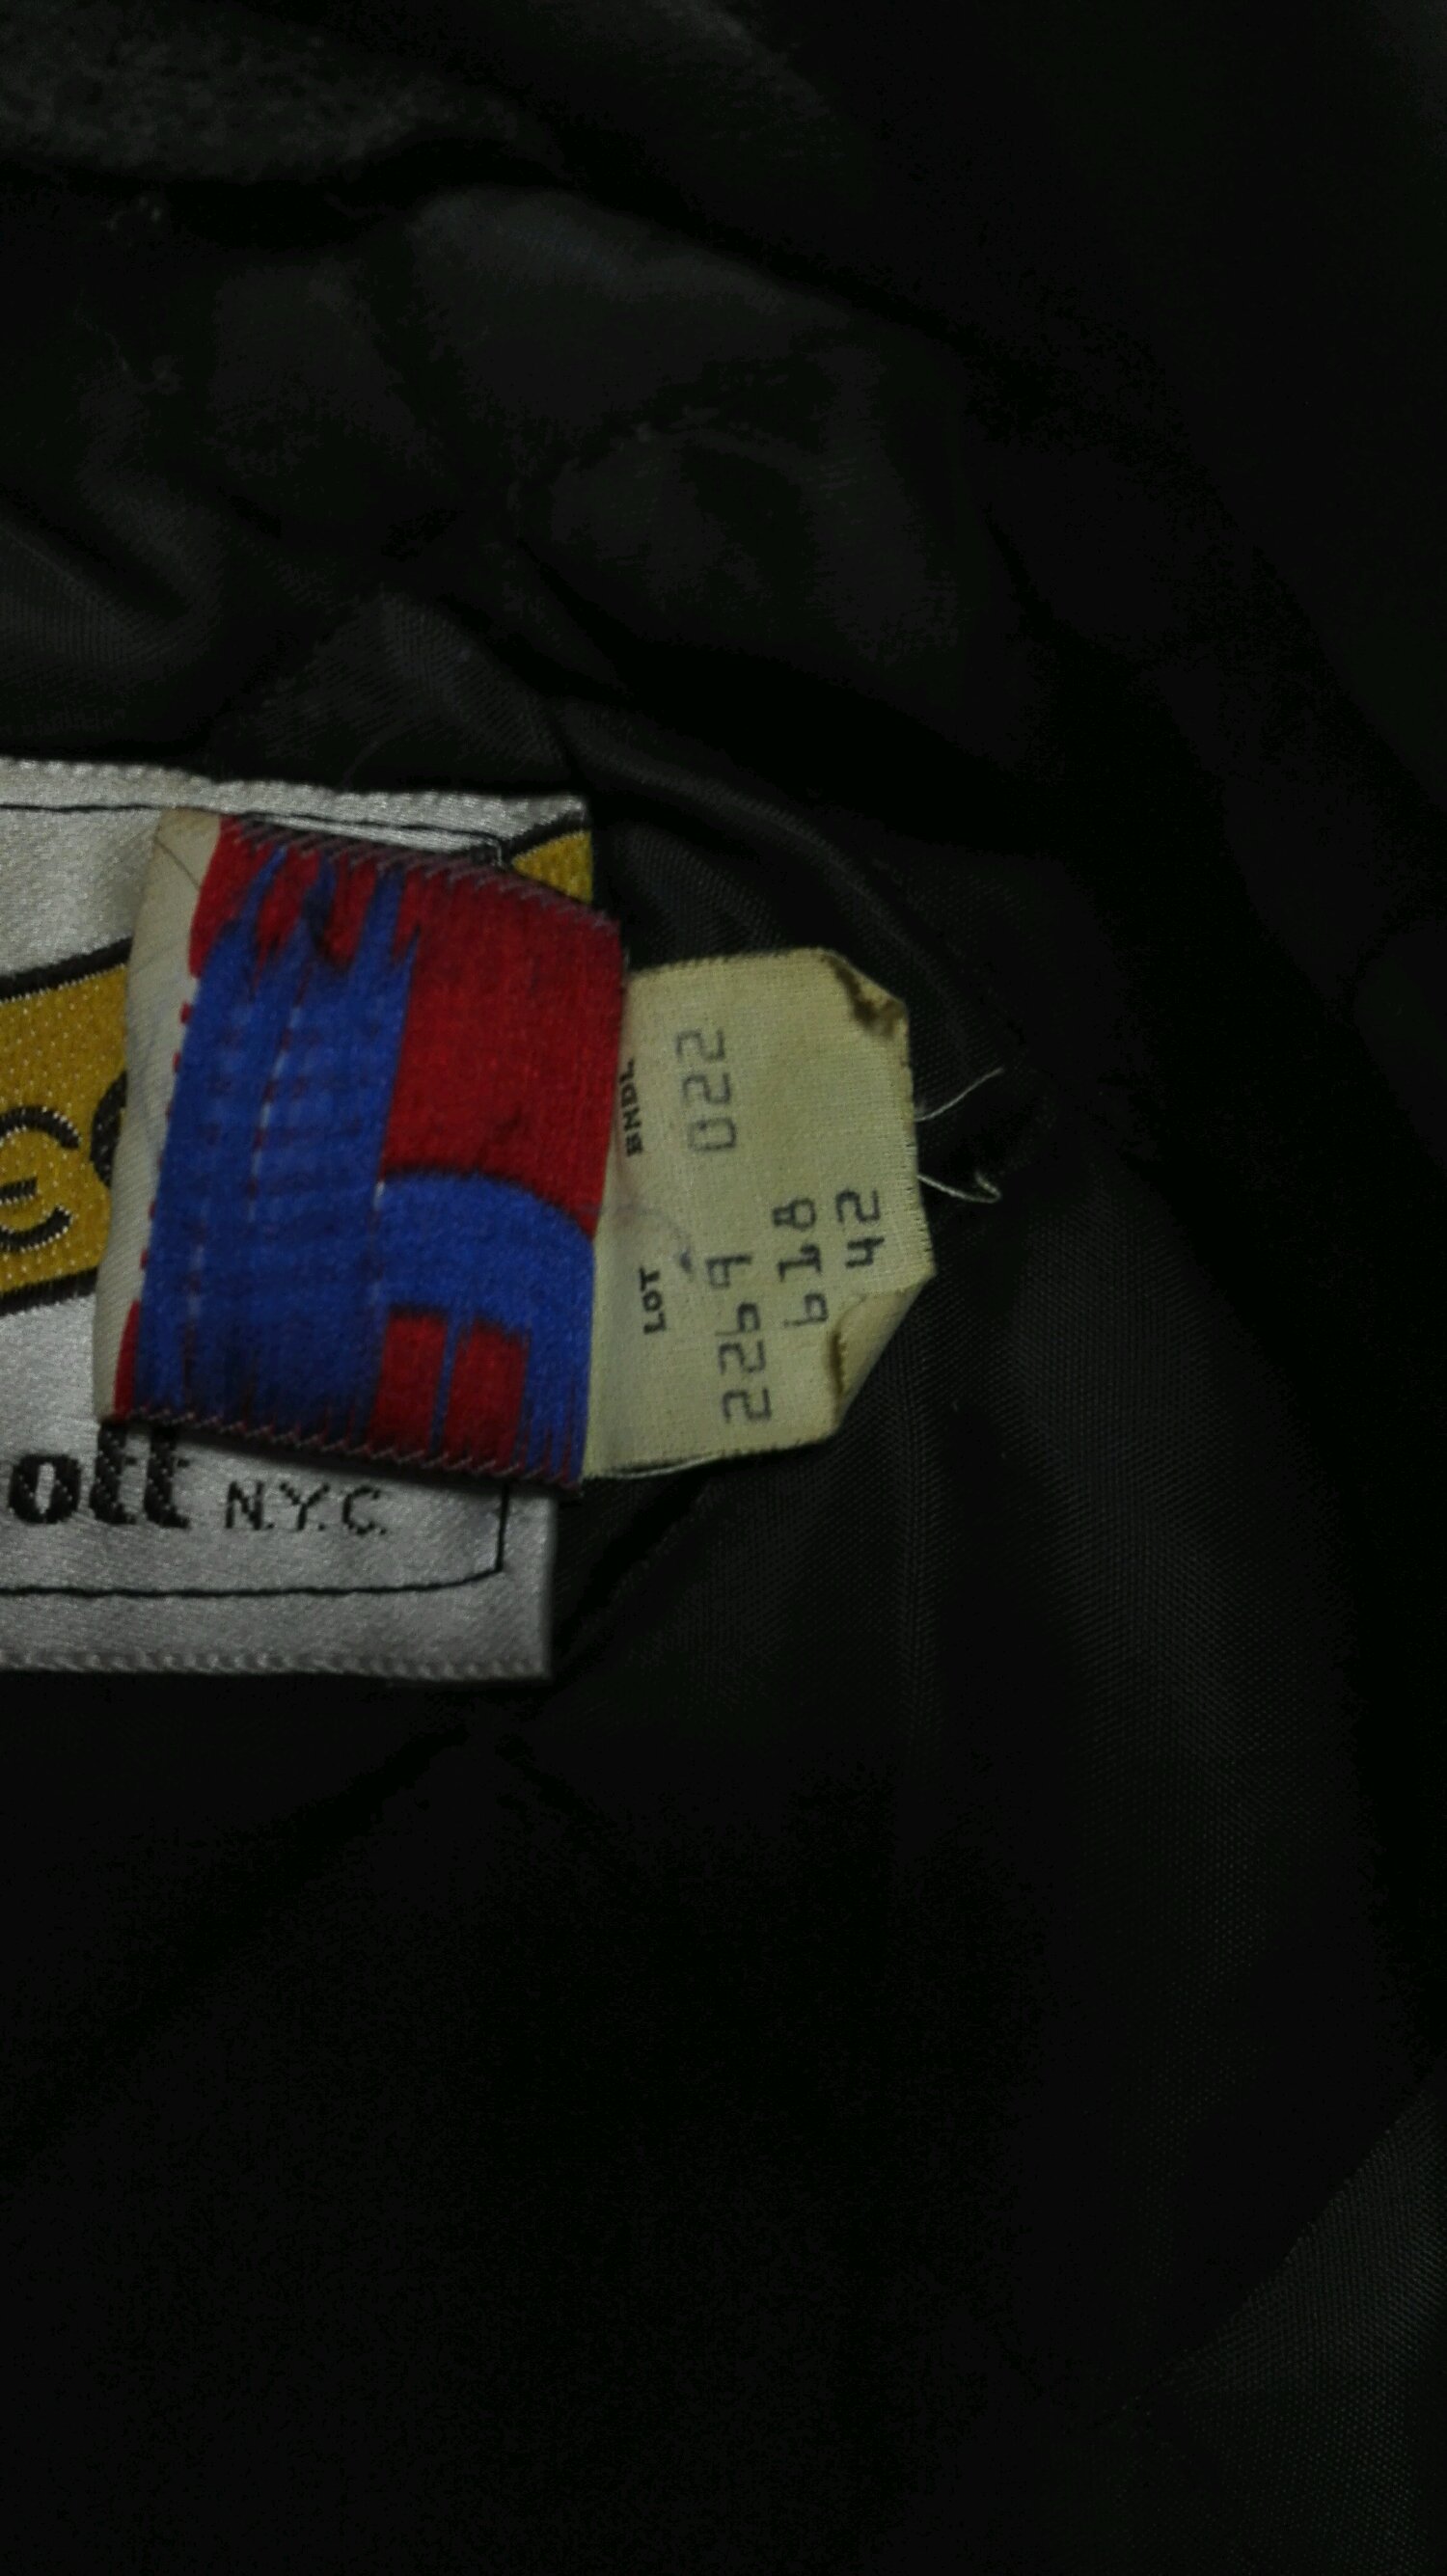 ott N.Y.C.
LOT BNDL
2269 022
618
42